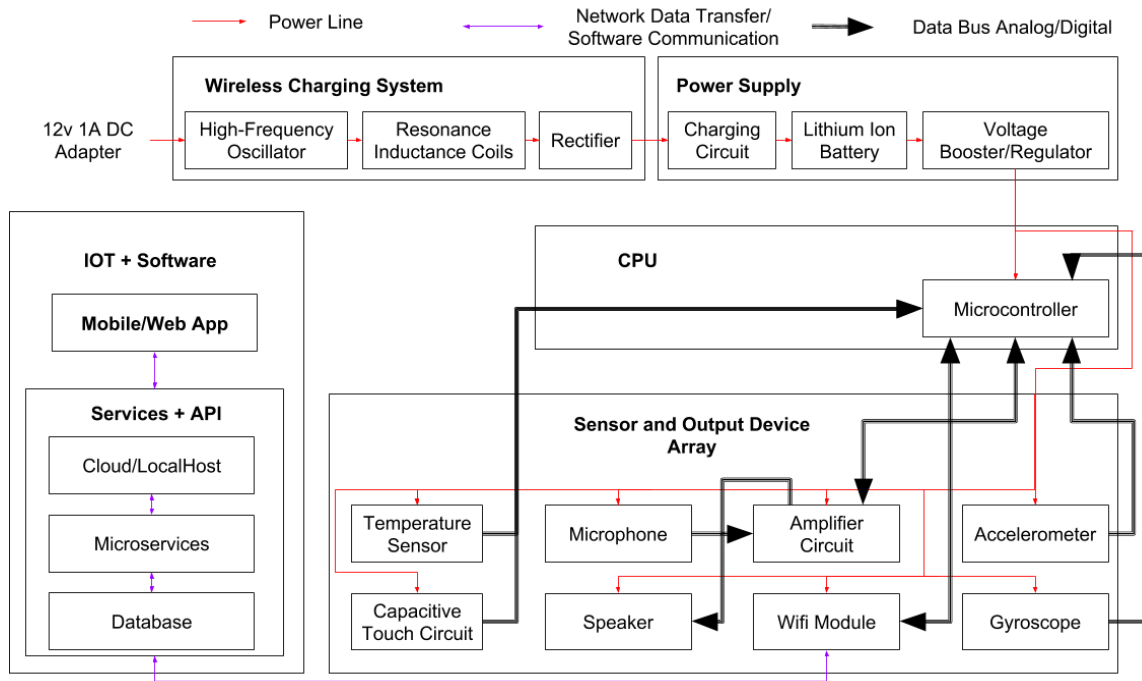 Power Line
Network Data Transfer/
Software Communication
Data Bus Analog/Digital
Wireless Charging System
Power Supply
12v 1A DC
Adapter
High-Frequency
Oscillator
Resonance
Inductance Coils
Rectifier
Charging
Circuit
Lithium Ion
Battery
Voltage
Booster/Regulator
IOT + Software
Mobile/Web App
Services + API
Cloud/LocalHost
Microservices
Database
CPU
Microcontroller
Sensor and Output Device
Array
Temperature
Sensor
Microphone
Amplifier
Circuit
Accelerometer
Capacitive
Touch Circuit
Speaker
Wifi Module
Gyroscope